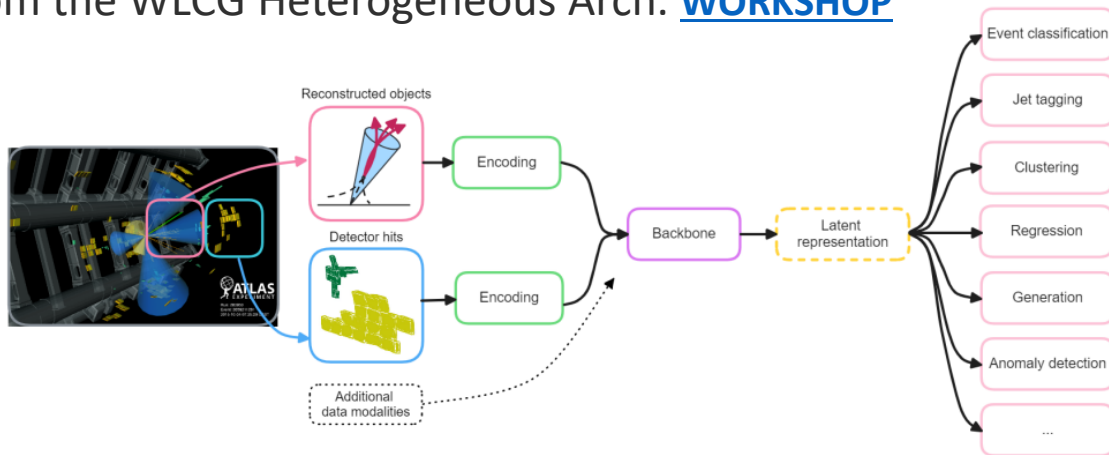 om the WLCG Heterogeneous Arch. WORKSHOP
Reconstructed objects
Encoding
Detector hits
Encoding
Additional
data modalities
Backbone
Latent
representation
Event classification
Jet tagging
Clustering
Regression
Generation
Anomaly detection
...
ATLAS
EXPERIMENT